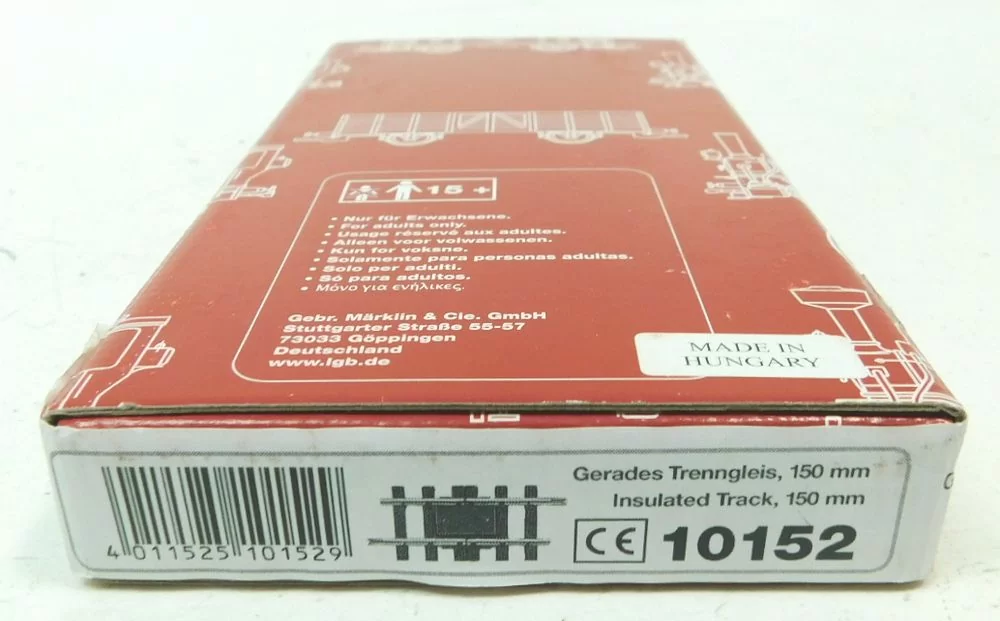 15 +
• Nur für Erwachsene.
• For adults only.
• Usage réservé aux adultes.
• Alleen voor volwassenen.
• Kun for voksne.
• Solamente para personas adultas.
• Solo per adulti.
• Só para adultos.
• Μόνο για ενήλικες.
Gebr. Märklin & Cie. GmbH
Stuttgarter Straße 55-57
73033 Göppingen
Deutschland
www.lgb.de
MADE IN
HUNGARY
Gerades Trenngleis, 150 mm
Insulated Track, 150 mm
CE 10152
4 011525 101529